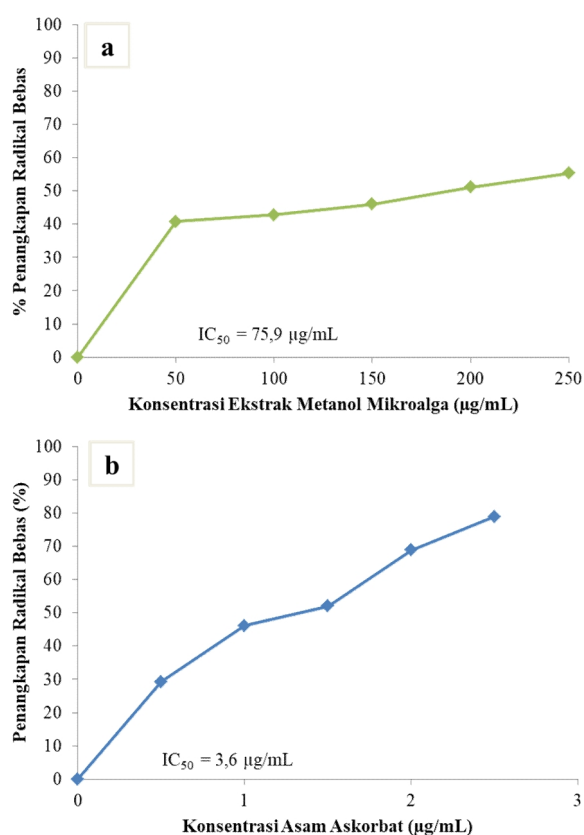 a
% Penangkapan Radikal Bebas
100
90
80
70
60
50
40
30
20
10
0
IC50 = 75,9 µg/mL
0 50 100 150 200 250
Konsentrasi Ekstrak Metanol Mikroalga (µg/mL)
b
Penangkapan Radikal Bebas (%)
100
90
80
70
60
50
40
30
20
10
0
IC50 = 3,6 µg/mL
0 1 2 3
Konsentrasi Asam Askorbat (µg/mL)